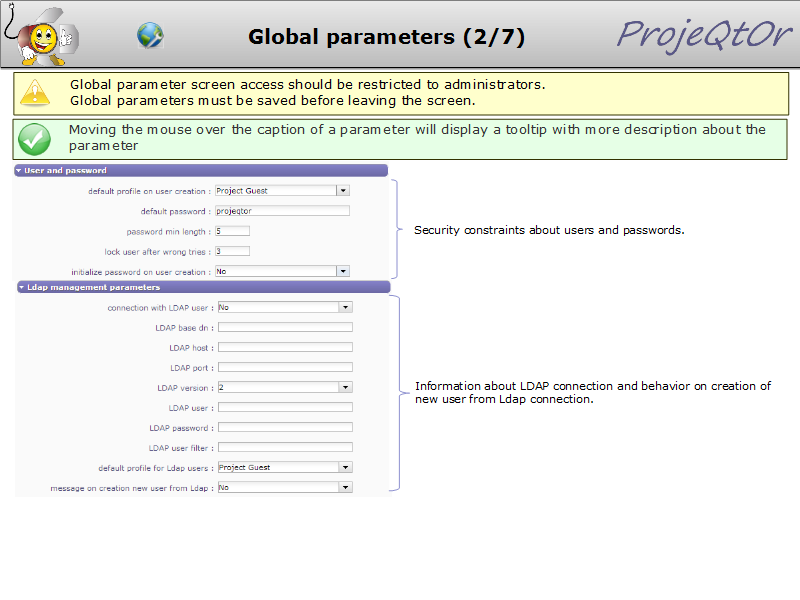 Global parameters (2/7)
ProjeQtOr
Global parameter screen access should be restricted to administrators.
Global parameters must be saved before leaving the screen.
Moving the mouse over the caption of a parameter will display a tooltip with more description about the
parameter
User and password
default profile on user creation : Project Guest
default password : projeqtor
password min length : 5
lock user after wrong tries : 3
initialize password on user creation : No
Security constraints about users and passwords.
Ldap management parameters
connection with LDAP user : No
LDAP base dn :
LDAP host :
LDAP port :
LDAP version : 2
LDAP user :
LDAP password :
LDAP user filter :
default profile for Ldap users : Project Guest
message on creation new user from Ldap : No
Information about LDAP connection and behavior on creation of
new user from Ldap connection.